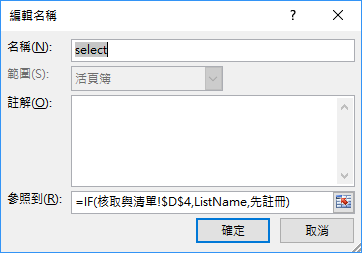 編輯名稱
名稱(N):
select
範圍(S):
活頁簿
註解(O):
參照到(R):
=IF(核取與清單!$D$4,ListName,先註冊)
確定
取消